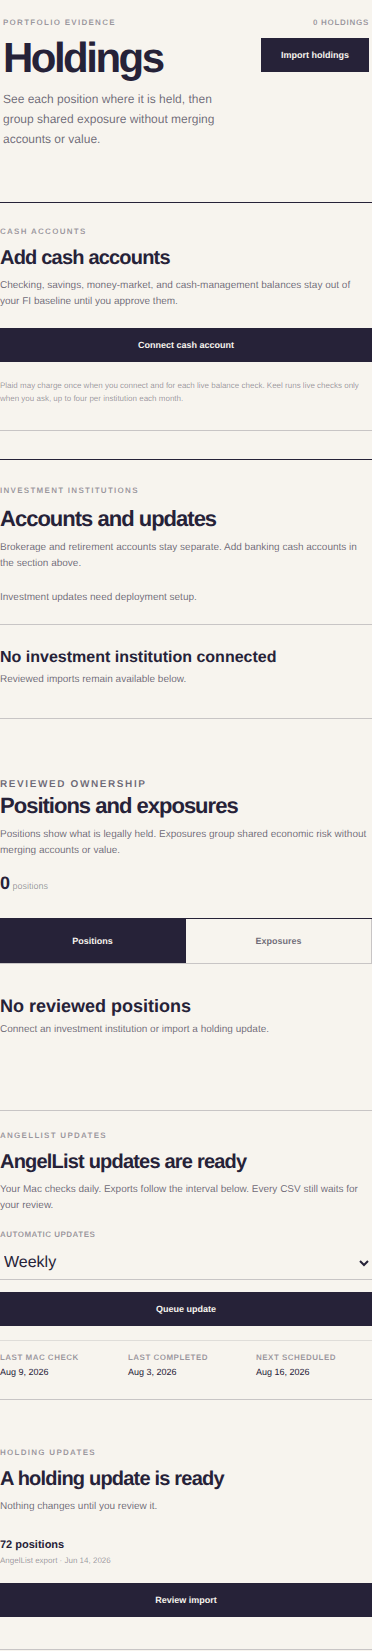 PORTFOLIO EVIDENCE
0 HOLDINGS
Holdings
Import holdings
See each position where it is held, then
group shared exposure without merging
accounts or value.
CASH ACCOUNTS
Add cash accounts
Checking, savings, money-market, and cash-management balances stay out of
your FI baseline until you approve them.
Connect cash account
Plaid may charge once when you connect and for each live balance check. Keel runs live checks only
when you ask, up to four per institution each month.
INVESTMENT INSTITUTIONS
Accounts and updates
Brokerage and retirement accounts stay separate. Add banking cash accounts in
the section above.
Investment updates need deployment setup.
No investment institution connected
Reviewed imports remain available below.
REVIEWED OWNERSHIP
Positions and exposures
Positions show what is legally held. Exposures group shared economic risk without
merging accounts or value.
0 positions
Positions
Exposures
No reviewed positions
Connect an investment institution or import a holding update.
ANGELLIST UPDATES
AngelList updates are ready
Your Mac checks daily. Exports follow the interval below. Every CSV still waits for
your review.
AUTOMATIC UPDATES
Weekly
Queue update
LAST MAC CHECK
Aug 9, 2026
LAST COMPLETED
Aug 3, 2026
NEXT SCHEDULED
Aug 16, 2026
HOLDING UPDATES
A holding update is ready
Nothing changes until you review it.
72 positions
AngelList export · Jun 14, 2026
Review import